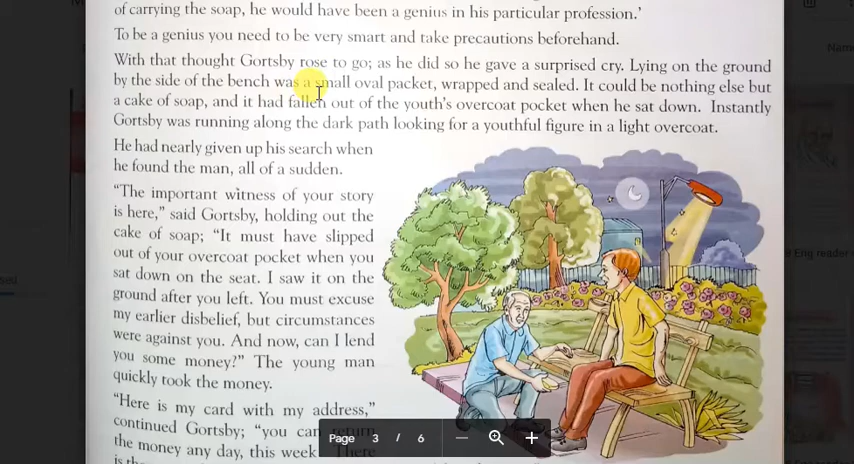 of carrying the soap, he would have been a genius in his particular profession.'
To be a genius you need to be very smart and take precautions beforehand.
With that thought Gortsby rose to go; as he did so he gave a surprised cry. Lying on the ground
by the side of the bench was a small oval packet, wrapped and sealed. It could be nothing else but
a cake of soap, and it had fallen out of the youth's overcoat pocket when he sat down. Instantly
Gortsby was running along the dark path looking for a youthful figure in a light overcoat.
He had nearly given up his search when
he found the man, all of a sudden.
"The important witness of your story
is here," said Gortsby, holding out the
cake of soap; "It must have slipped
out of your overcoat pocket when you
sat down on the seat. I saw it on the
ground after you left. You must excuse
my earlier disbelief, but circumstances
were against you. And now, can I lend
you some money?" The young man
quickly took the money.
"Here is my card with my address,"
continued Gortsby; "you can return
the money any day, this week. There
is the
Page 3 / 6
9 Eng reader